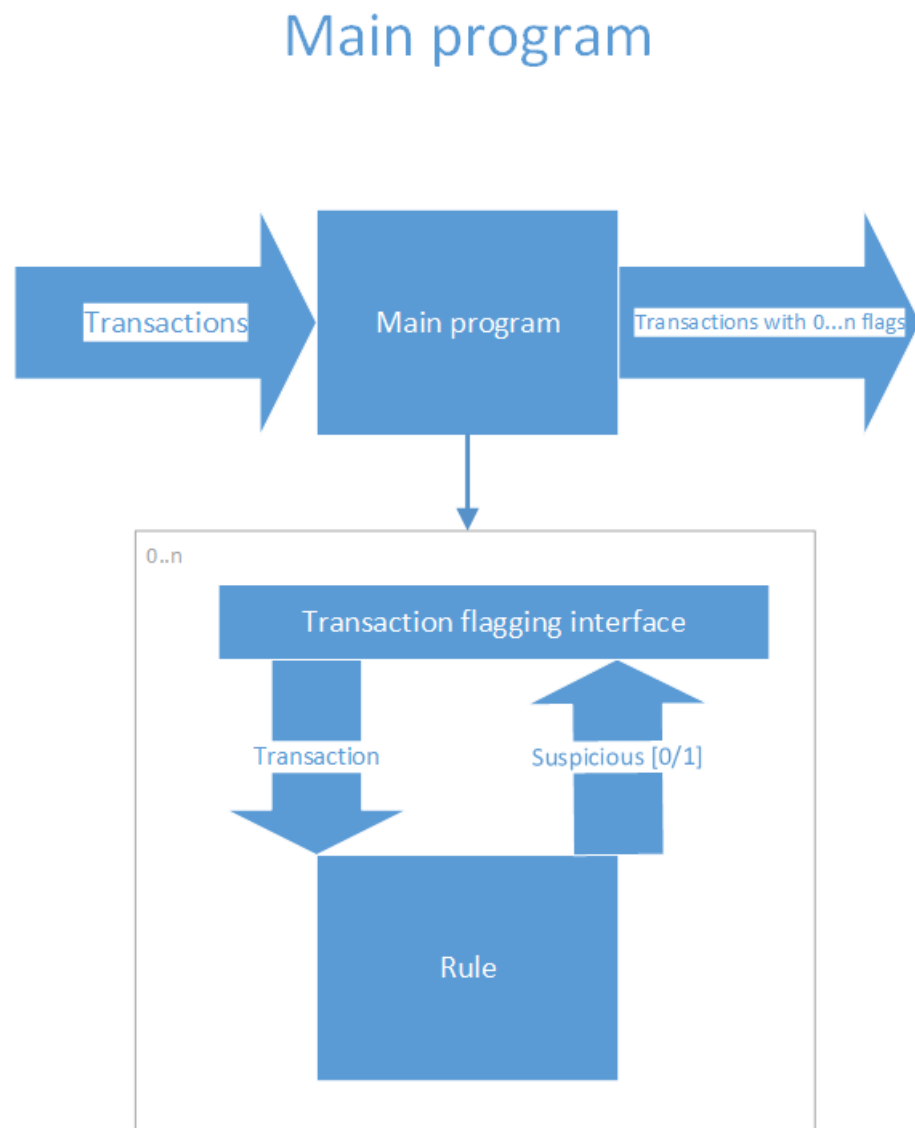 Main program
Transactions
Main program
Transactions with 0...n flags
0..n
Transaction flagging interface
Transaction
Suspicious [0/1]
Rule